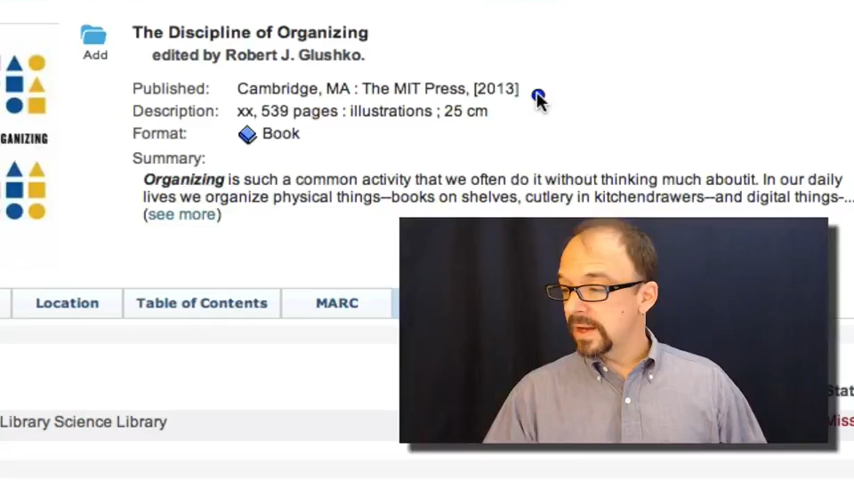 The Discipline of Organizing
Add
edited by Robert J. Glushko.
Published: Cambridge, MA : The MIT Press, [2013]
Description: xx, 539 pages : illustrations ; 25 cm
GANIZING
Format: Book
Summary:
Organizing is such a common activity that we often do it without thinking much aboutit. In our daily
lives we organize physical things--books on shelves, cutlery in kitchendrawers--and digital things-...
(see more)
Location Table of Contents MARC
Stat
Library Science Library Miss